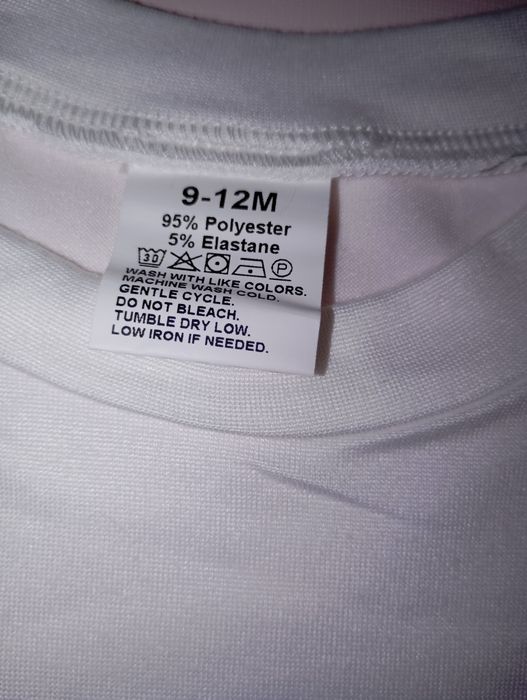 9-12M
95% Polyester
5% Elastane
30 P
WASH WITH LIKE COLORS.
MACHINE WASH COLD.
GENTLE CYCLE.
DO NOT BLEACH.
TUMBLE DRY LOW.
LOW IRON IF NEEDED.